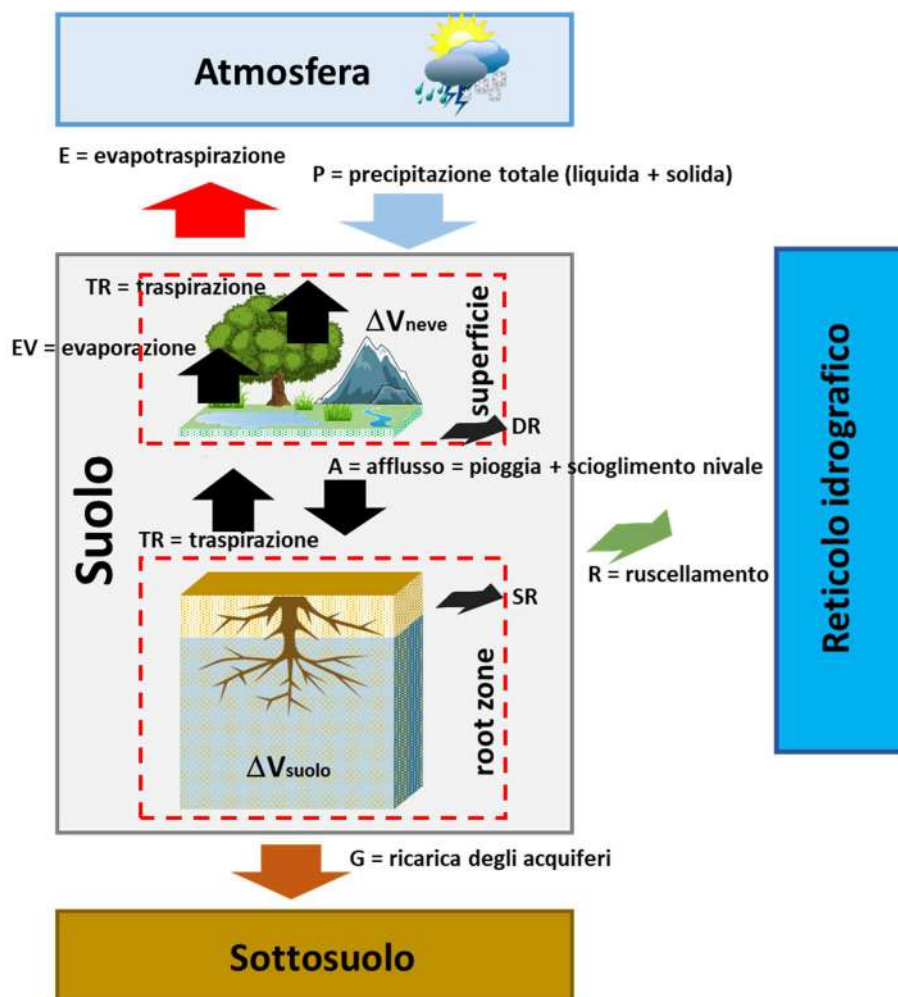 Atmosfera
E = evapotraspirazione
P = precipitazione totale (liquida + solida)
TR = traspirazione
ΔVneve
EV = evaporazione
superficie
DR
A = afflusso = pioggia + scioglimento nivale
Suolo
TR = traspirazione
R = ruscellamento
SR
Reticolo idrografico
root zone
ΔVsuolo
G = ricarica degli acquiferi
Sottosuolo